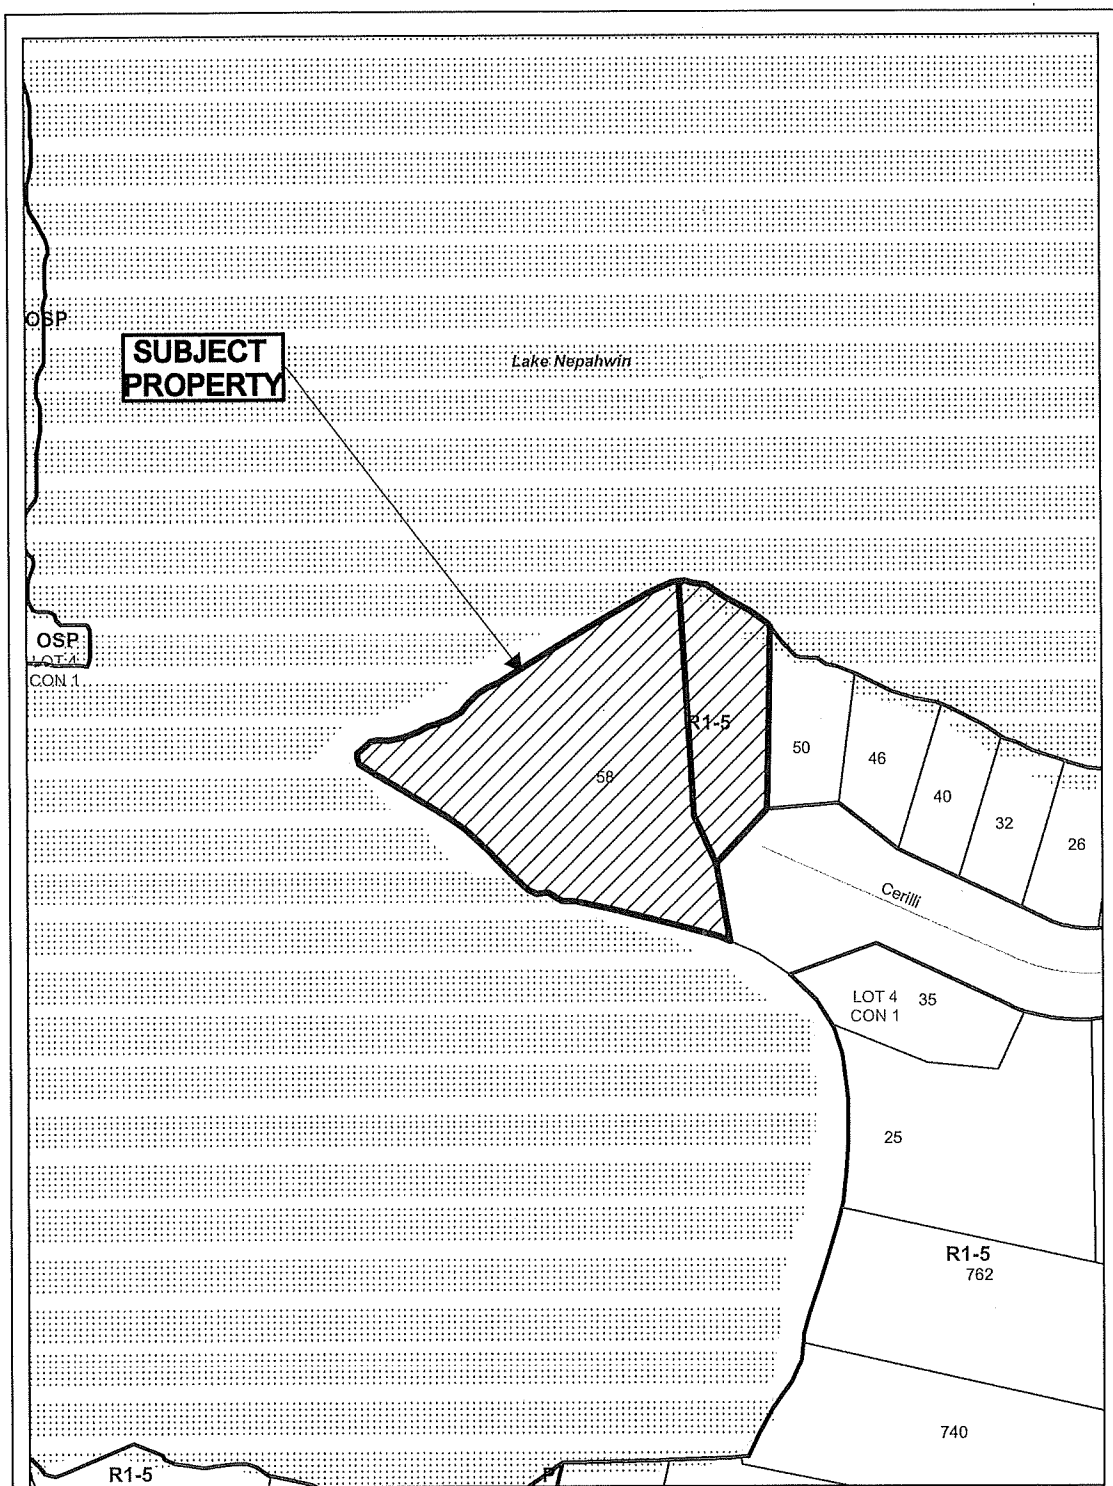 OSP
SUBJECT
PROPERTY
Lake Nepahwin
OSP
LOT 4
CON 1
R1-5
58
50
46
40
32
26
Cerilli
LOT 4
CON 1
35
25
R1-5
762
740
R1-5
P